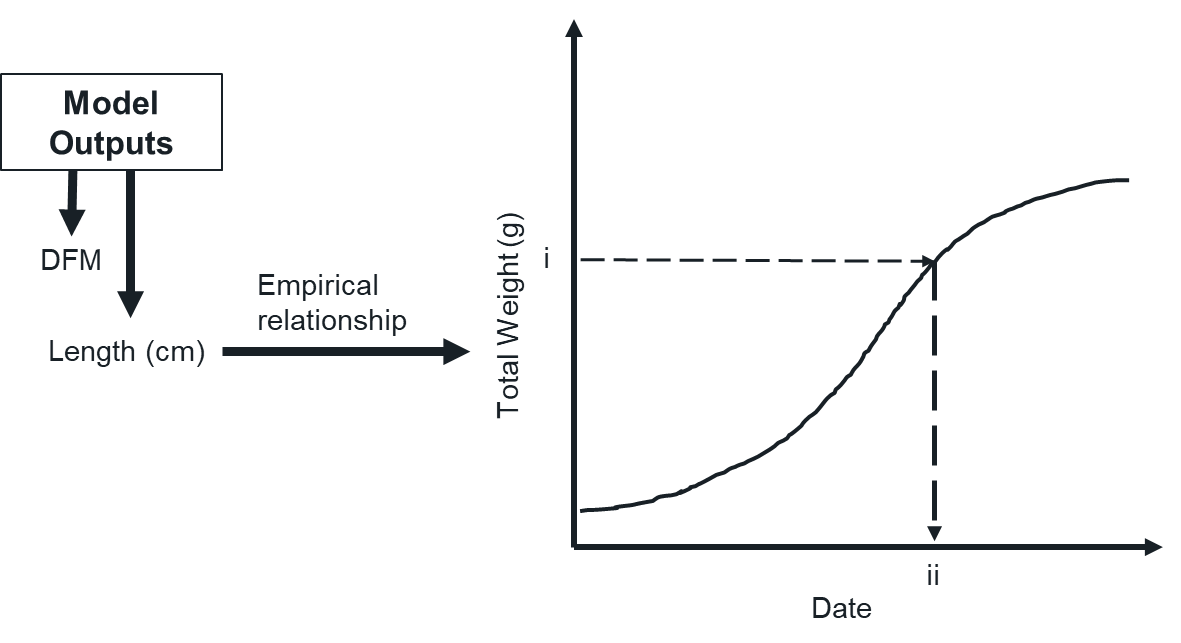 Model
Outputs
DFM
Length (cm)
Empirical
relationship
Total Weight (g)
i
ii
Date